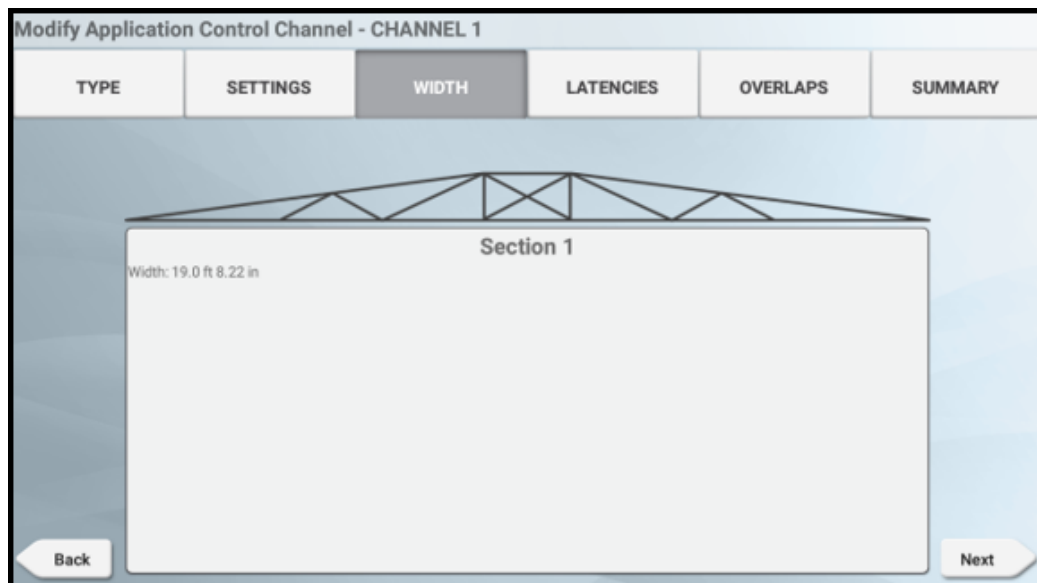 Modify Application Control Channel - CHANNEL 1
TYPE SETTINGS WIDTH LATENCIES OVERLAPS SUMMARY
Section 1
Width: 19.0 ft 8.22 in
Back Next